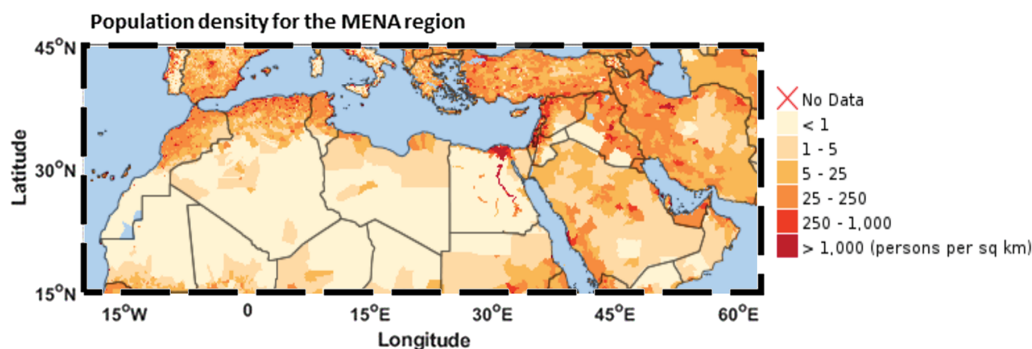 Population density for the MENA region
45°N
30°N
15°N
Latitude
15°W
0
15°E
30°E
45°E
60°E
Longitude
No Data
< 1
1 - 5
5 - 25
25 - 250
250 - 1,000
> 1,000 (persons per sq km)